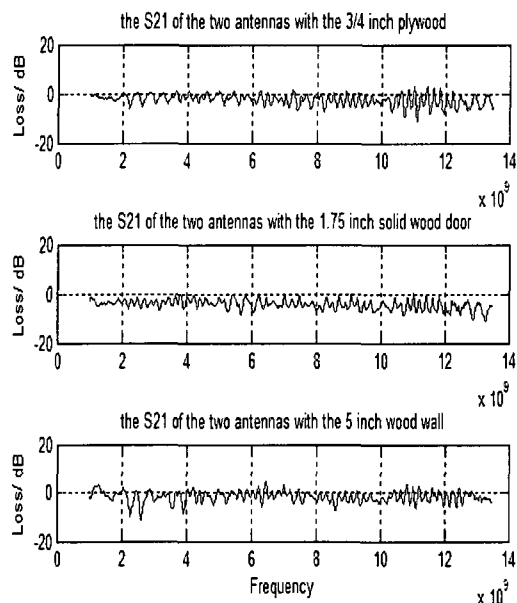 the S21 of the two antennas with the 3/4 inch plywood
20
0
-20
Loss/ dB
0 2 4 6 8 10 12 14
x 10^9
the S21 of the two antennas with the 1.75 inch solid wood door
20
0
-20
Loss/ dB
0 2 4 6 8 10 12 14
x 10^9
the S21 of the two antennas with the 5 inch wood wall
20
0
-20
Loss/ dB
0 2 4 6 8 10 12 14
Frequency
x 10^9